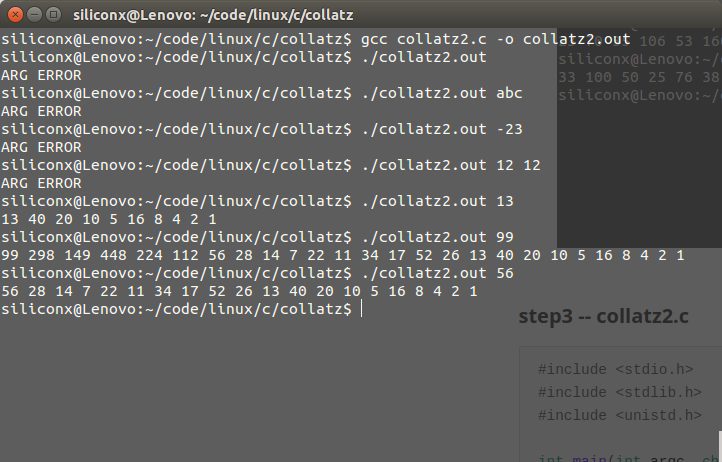 siliconx@Lenovo: ~/code/linux/c/collatz
siliconx@Lenovo:~/code/linux/c/collatz$ gcc collatz2.c -o collatz2.out
siliconx@Lenovo:~/code/linux/c/collatz$ ./collatz2.out
ARG ERROR
siliconx@Lenovo:~/code/linux/c/collatz$ ./collatz2.out abc
ARG ERROR
siliconx@Lenovo:~/code/linux/c/collatz$ ./collatz2.out -23
ARG ERROR
siliconx@Lenovo:~/code/linux/c/collatz$ ./collatz2.out 12 12
ARG ERROR
siliconx@Lenovo:~/code/linux/c/collatz$ ./collatz2.out 13
13 40 20 10 5 16 8 4 2 1
siliconx@Lenovo:~/code/linux/c/collatz$ ./collatz2.out 99
99 298 149 448 224 112 56 28 14 7 22 11 34 17 52 26 13 40 20 10 5 16 8 4 2 1
siliconx@Lenovo:~/code/linux/c/collatz$ ./collatz2.out 56
56 28 14 7 22 11 34 17 52 26 13 40 20 10 5 16 8 4 2 1
siliconx@Lenovo:~/code/linux/c/collatz$
106 53 160
siliconx@Lenovo:~/
33 100 50 25 76 38
siliconx@Lenovo:~/c
step3 -- collatz2.c
#include <stdio.h>
#include <stdlib.h>
#include <unistd.h>
int main(int argc, ch